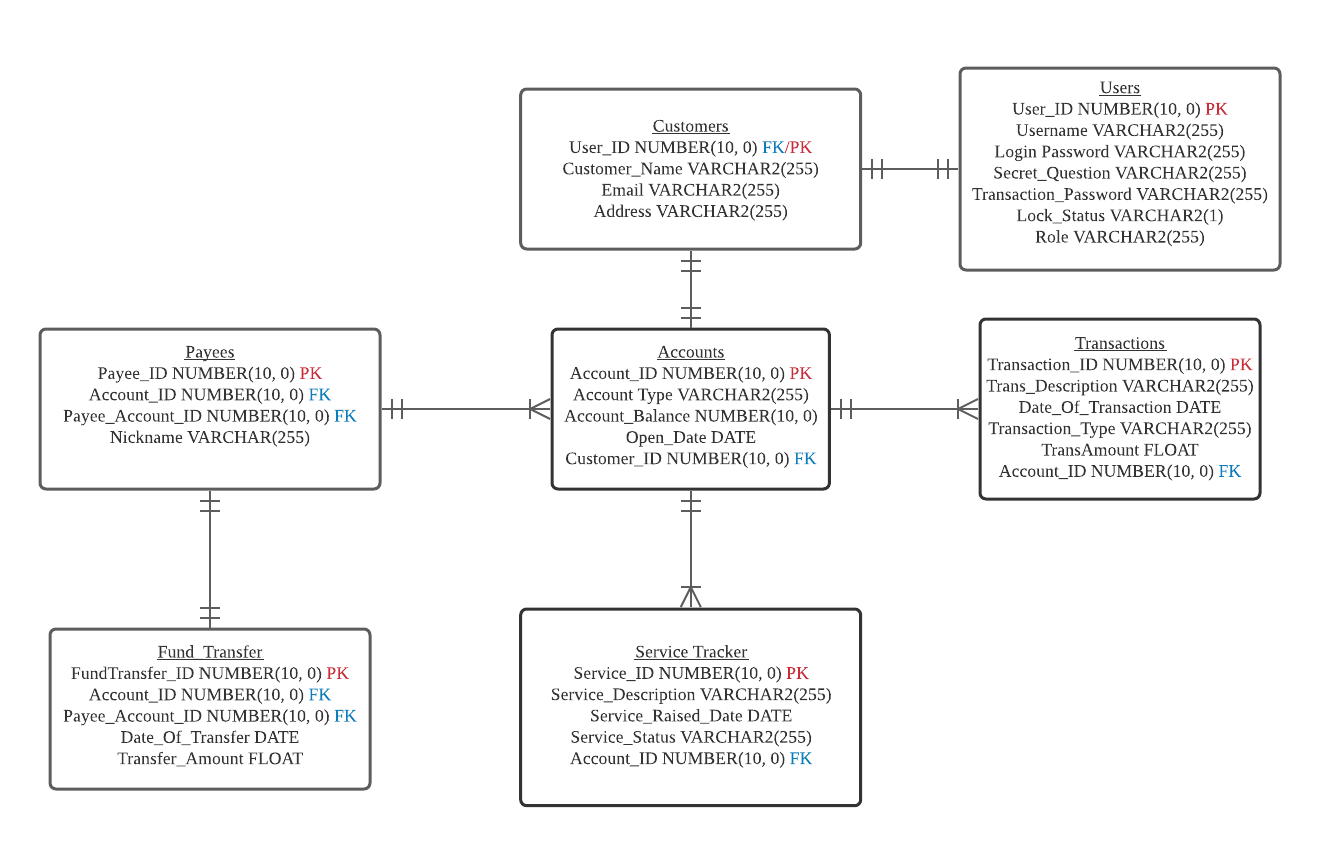 Users
User_ID NUMBER(10, 0) PK
Username VARCHAR2(255)
Login Password VARCHAR2(255)
Secret_Question VARCHAR2(255)
Transaction_Password VARCHAR2(255)
Lock_Status VARCHAR2(1)
Role VARCHAR2(255)
Customers
User_ID NUMBER(10, 0) FK/PK
Customer_Name VARCHAR2(255)
Email VARCHAR2(255)
Address VARCHAR2(255)
Payees
Payee_ID NUMBER(10, 0) PK
Account_ID NUMBER(10, 0) FK
Payee_Account_ID NUMBER(10, 0) FK
Nickname VARCHAR(255)
Accounts
Account_ID NUMBER(10, 0) PK
Account Type VARCHAR2(255)
Account_Balance NUMBER(10, 0)
Open_Date DATE
Customer_ID NUMBER(10, 0) FK
Transactions
Transaction_ID NUMBER(10, 0) PK
Trans_Description VARCHAR2(255)
Date_Of_Transaction DATE
Transaction_Type VARCHAR2(255)
TransAmount FLOAT
Account_ID NUMBER(10, 0) FK
Fund_Transfer
FundTransfer_ID NUMBER(10, 0) PK
Account_ID NUMBER(10, 0) FK
Payee_Account_ID NUMBER(10, 0) FK
Date_Of_Transfer DATE
Transfer_Amount FLOAT
Service Tracker
Service_ID NUMBER(10, 0) PK
Service_Description VARCHAR2(255)
Service_Raised_Date DATE
Service_Status VARCHAR2(255)
Account_ID NUMBER(10, 0) FK